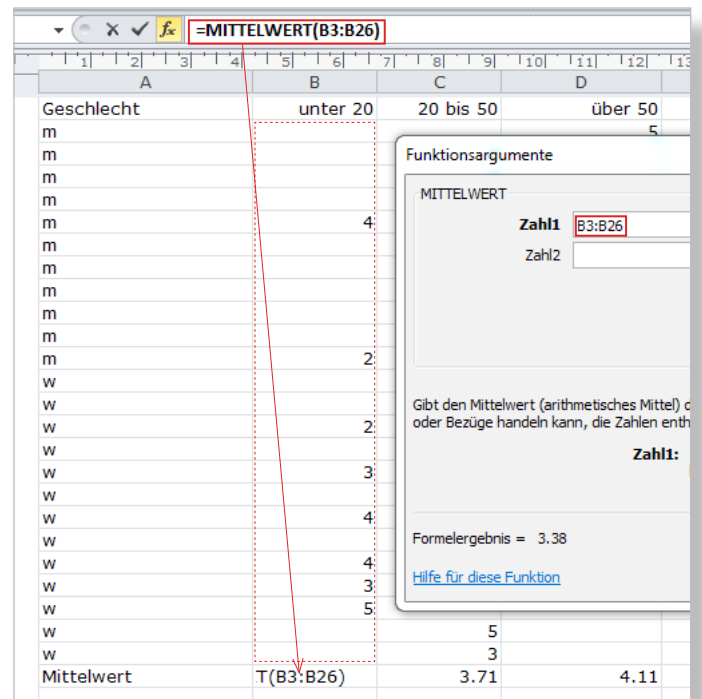 fx =MITTELWERT(B3:B26)
1 2 3 4 5 6 7 8 9 10 11 12 13
A B C D
Geschlecht unter 20 20 bis 50 über 50
m 5
m
m
m
m 4
m
m
m
m
m
m 2
w
w
w 2
w
w 3
w
w 4
w
w 4
w 3
w 5
w 5
w 3
Mittelwert T(B3:B26) 3.71 4.11
Funktionsargumente
MITTELWERT
Zahl1 B3:B26
Zahl2
Gibt den Mittelwert (arithmetisches Mittel)
oder Bezüge handeln kann, die Zahlen enth
Zahl1:
Formelergebnis = 3.38
Hilfe für diese Funktion